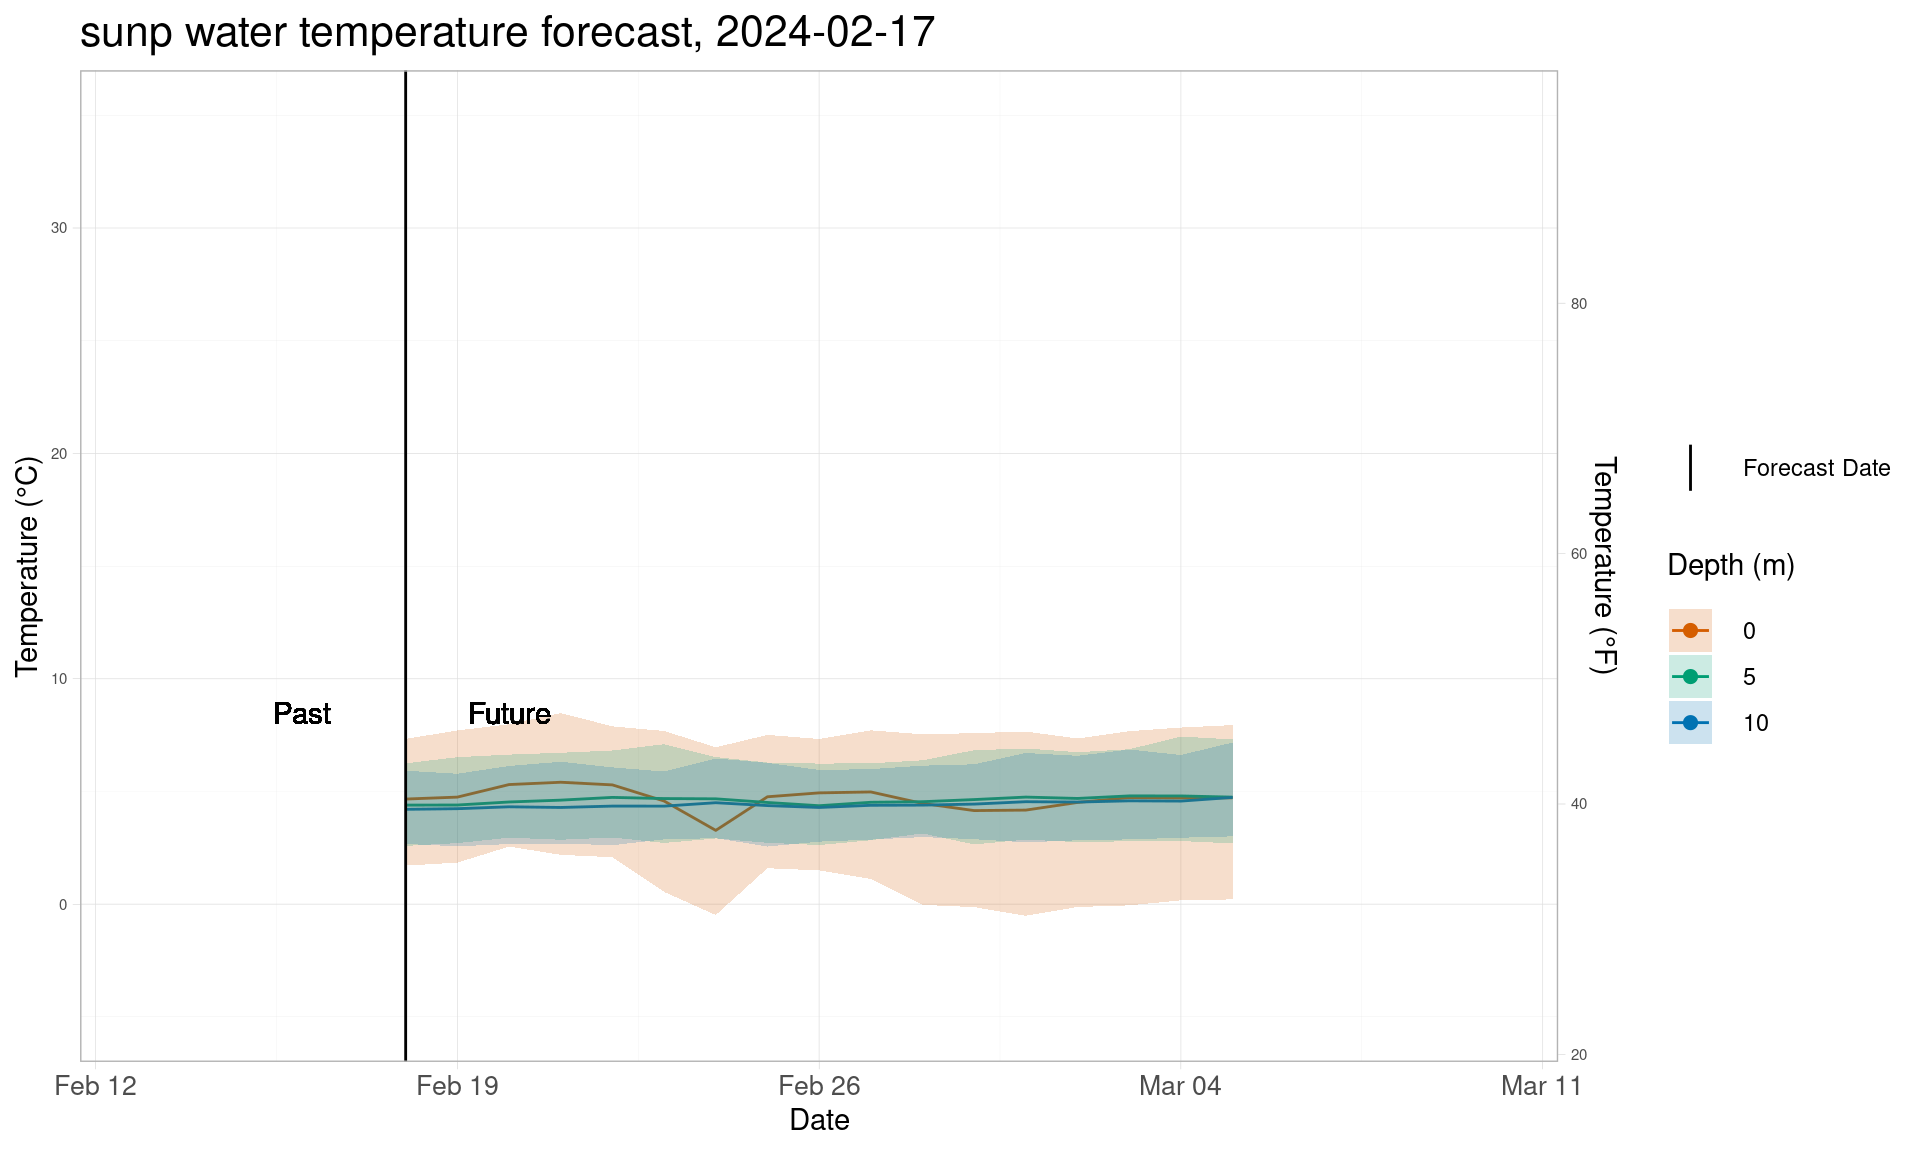 sunp water temperature forecast, 2024-02-17
30
20
10
0
Temperature (°C)
Past
Future
80
60
40
20
Temperature (°F)
Feb 12
Feb 19
Feb 26
Mar 04
Mar 11
Date
Forecast Date
Depth (m)
0
5
10